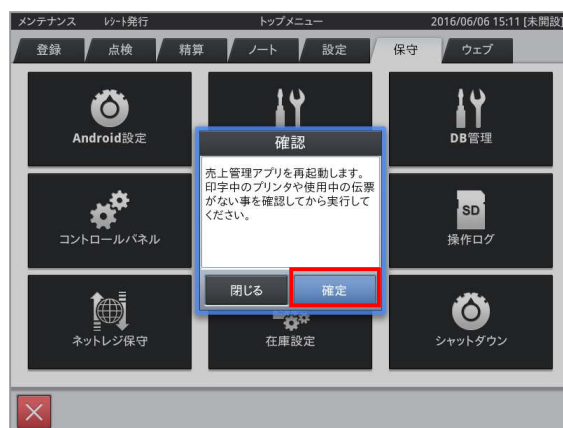 メンテナンス レシート発行 トップメニュー 2016/06/06 15:11 [未開設]
登録 点検 精算 ノート 設定 保守 ウェブ
Android設定
DB管理
確認
売上管理アプリを再起動します。
印字中のプリンタや使用中の伝票
がない事を確認してから実行して
ください。
コントロールパネル
SD
操作ログ
閉じる 確定
ネットレジ保守
在庫設定
シャットダウン